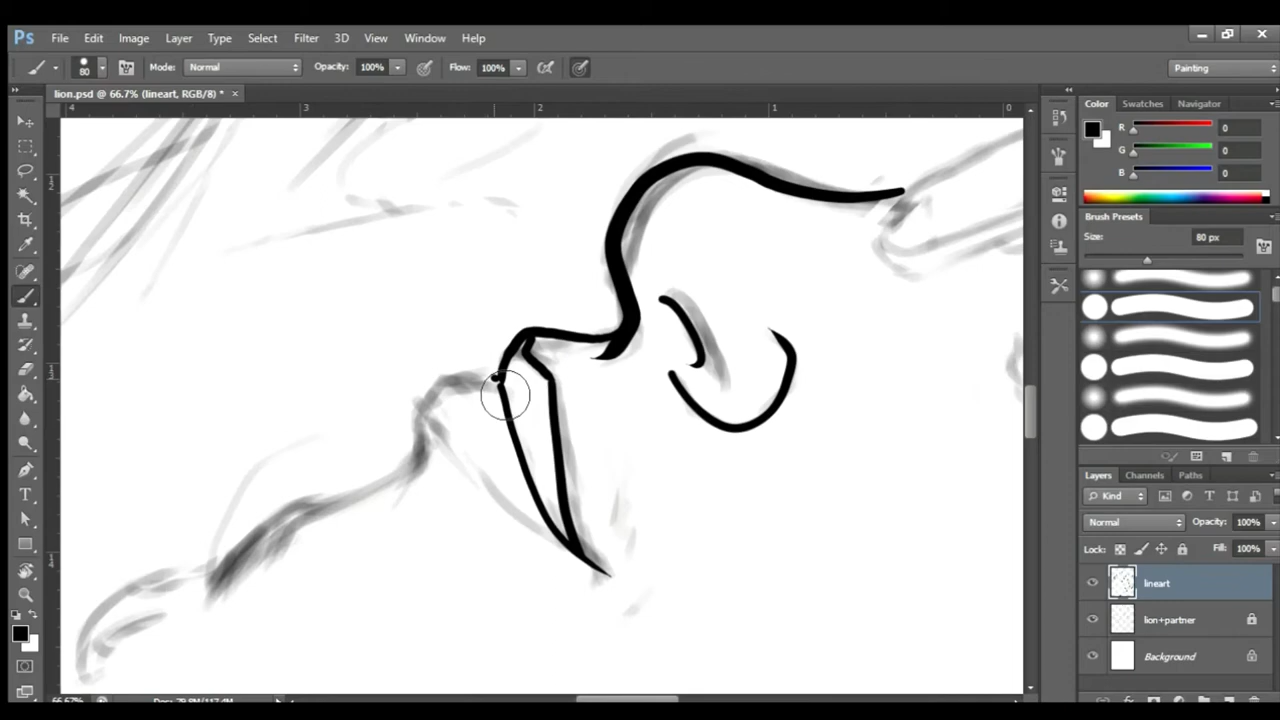 Ps File Edit Image Layer Type Select Filter 3D View Window Help
80 Mode: Normal Opacity: 100% Flow: 100% Painting
lion.psd @ 66.7% (lineart, RGB/8) * ×
4 3 2 1 0
Color Swatches Navigator
R 0
G 0
B 0
Brush Presets
Size: 80 px
Layers Channels Paths
Kind
Normal Opacity: 100%
Lock: Fill: 100%
lineart
lion+partner
Background